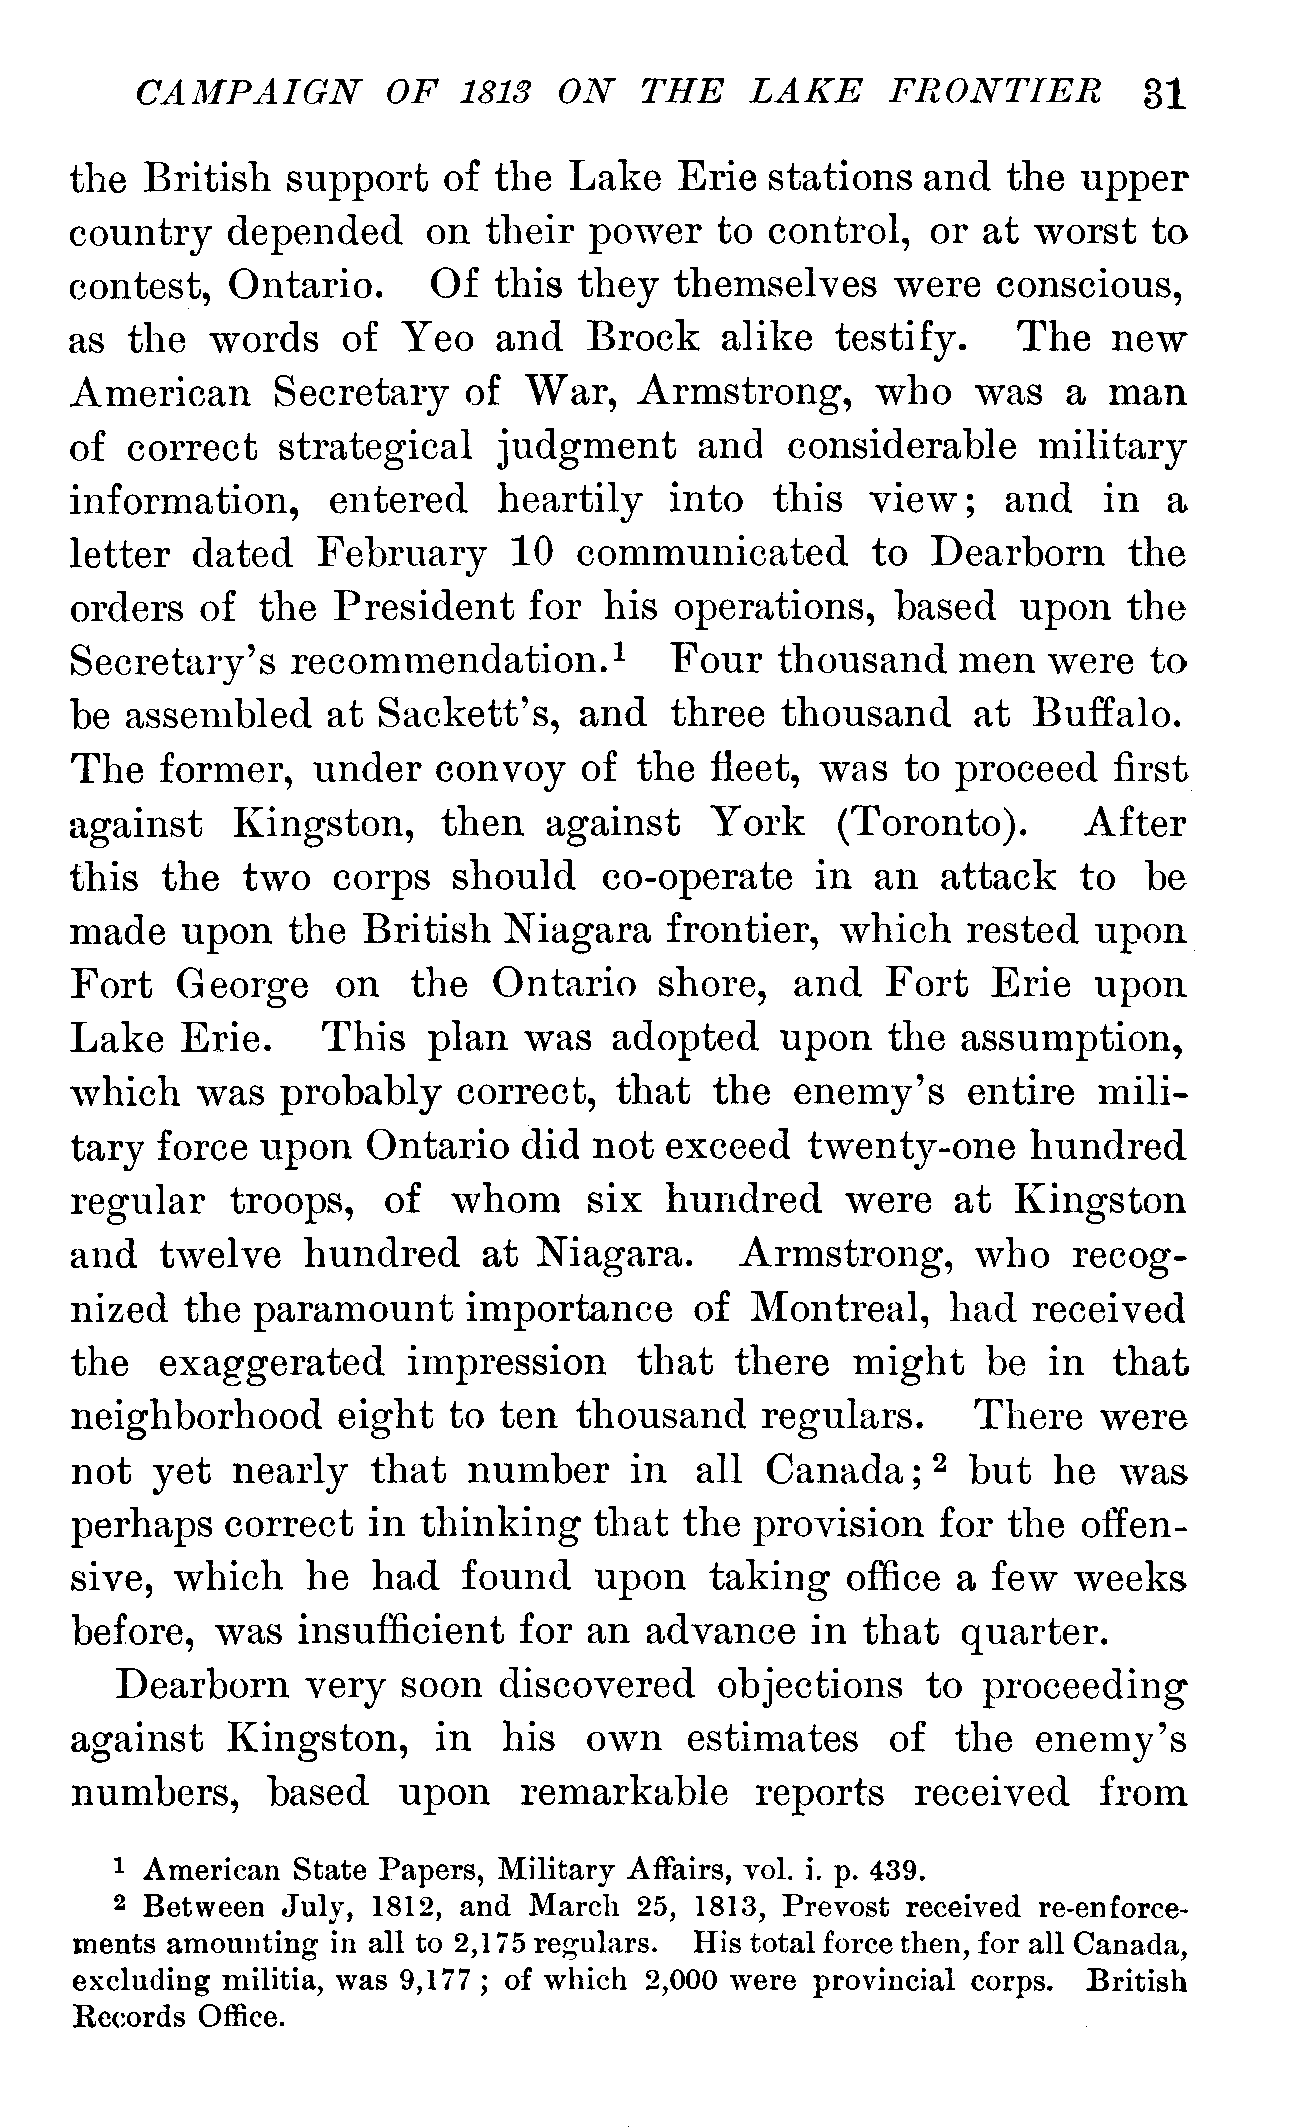 CAMPAIGN OF 1813 ON THE LAKE FRONTIER 31
the British support of the Lake Erie stations and the upper
country depended on their power to control, or at worst to
contest, Ontario. Of this they themselves were conscious,
as the words of Yeo and Brock alike testify. The new
American Secretary of War, Armstrong, who was a man
of correct strategical judgment and considerable military
information, entered heartily into this view; and in a
letter dated February 10 communicated to Dearborn the
orders of the President for his operations, based upon the
Secretary's recommendation.¹ Four thousand men were to
be assembled at Sackett's, and three thousand at Buffalo.
The former, under convoy of the fleet, was to proceed first
against Kingston, then against York (Toronto). After
this the two corps should co-operate in an attack to be
made upon the British Niagara frontier, which rested upon
Fort George on the Ontario shore, and Fort Erie upon
Lake Erie. This plan was adopted upon the assumption,
which was probably correct, that the enemy's entire mili-
tary force upon Ontario did not exceed twenty-one hundred
regular troops, of whom six hundred were at Kingston
and twelve hundred at Niagara. Armstrong, who recog-
nized the paramount importance of Montreal, had received
the exaggerated impression that there might be in that
neighborhood eight to ten thousand regulars. There were
not yet nearly that number in all Canada;² but he was
perhaps correct in thinking that the provision for the offen-
sive, which he had found upon taking office a few weeks
before, was insufficient for an advance in that quarter.
Dearborn very soon discovered objections to proceeding
against Kingston, in his own estimates of the enemy's
numbers, based upon remarkable reports received from
¹ American State Papers, Military Affairs, vol. i. p. 439.
² Between July, 1812, and March 25, 1813, Prevost received re-enforce-
ments amounting in all to 2,175 regulars. His total force then, for all Canada,
excluding militia, was 9,177; of which 2,000 were provincial corps. British
Records Office.